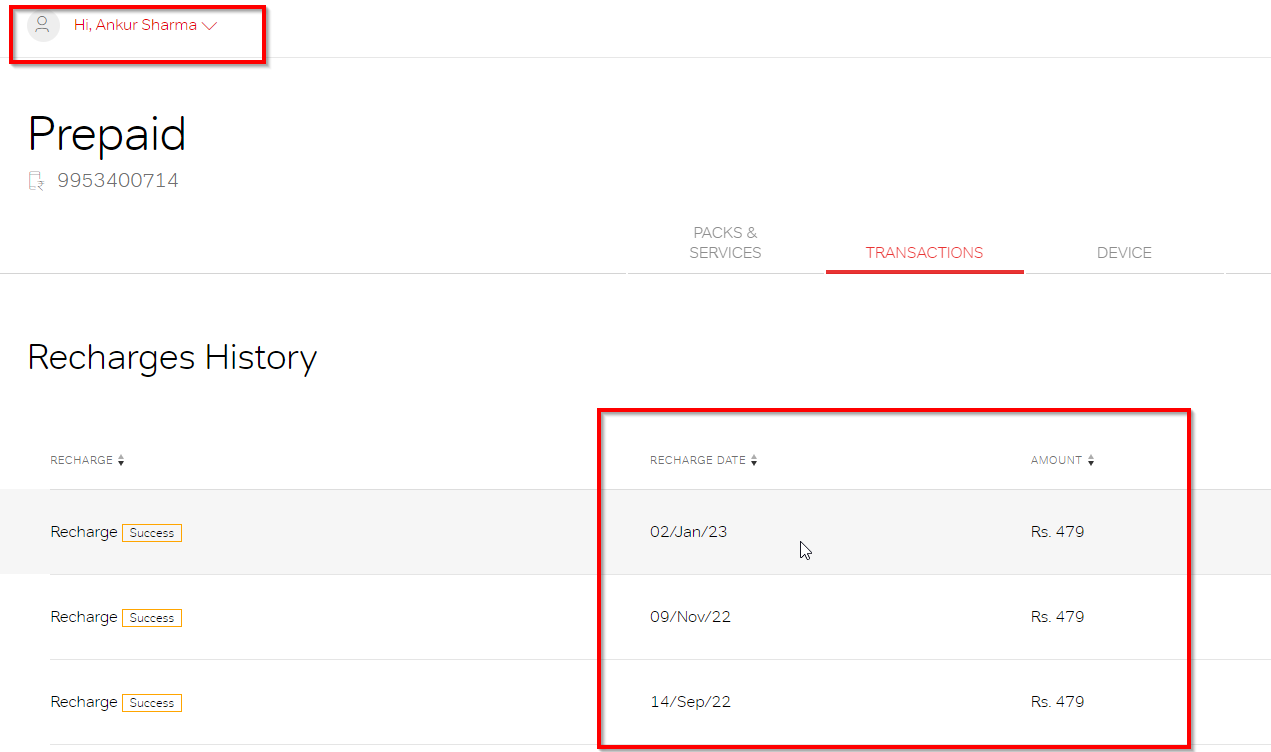 Hi, Ankur Sharma
Prepaid
9953400714
PACKS &
SERVICES
TRANSACTIONS
DEVICE
Recharges History
RECHARGE RECHARGE DATE AMOUNT
Recharge Success 02/Jan/23 Rs. 479
Recharge Success 09/Nov/22 Rs. 479
Recharge Success 14/Sep/22 Rs. 479